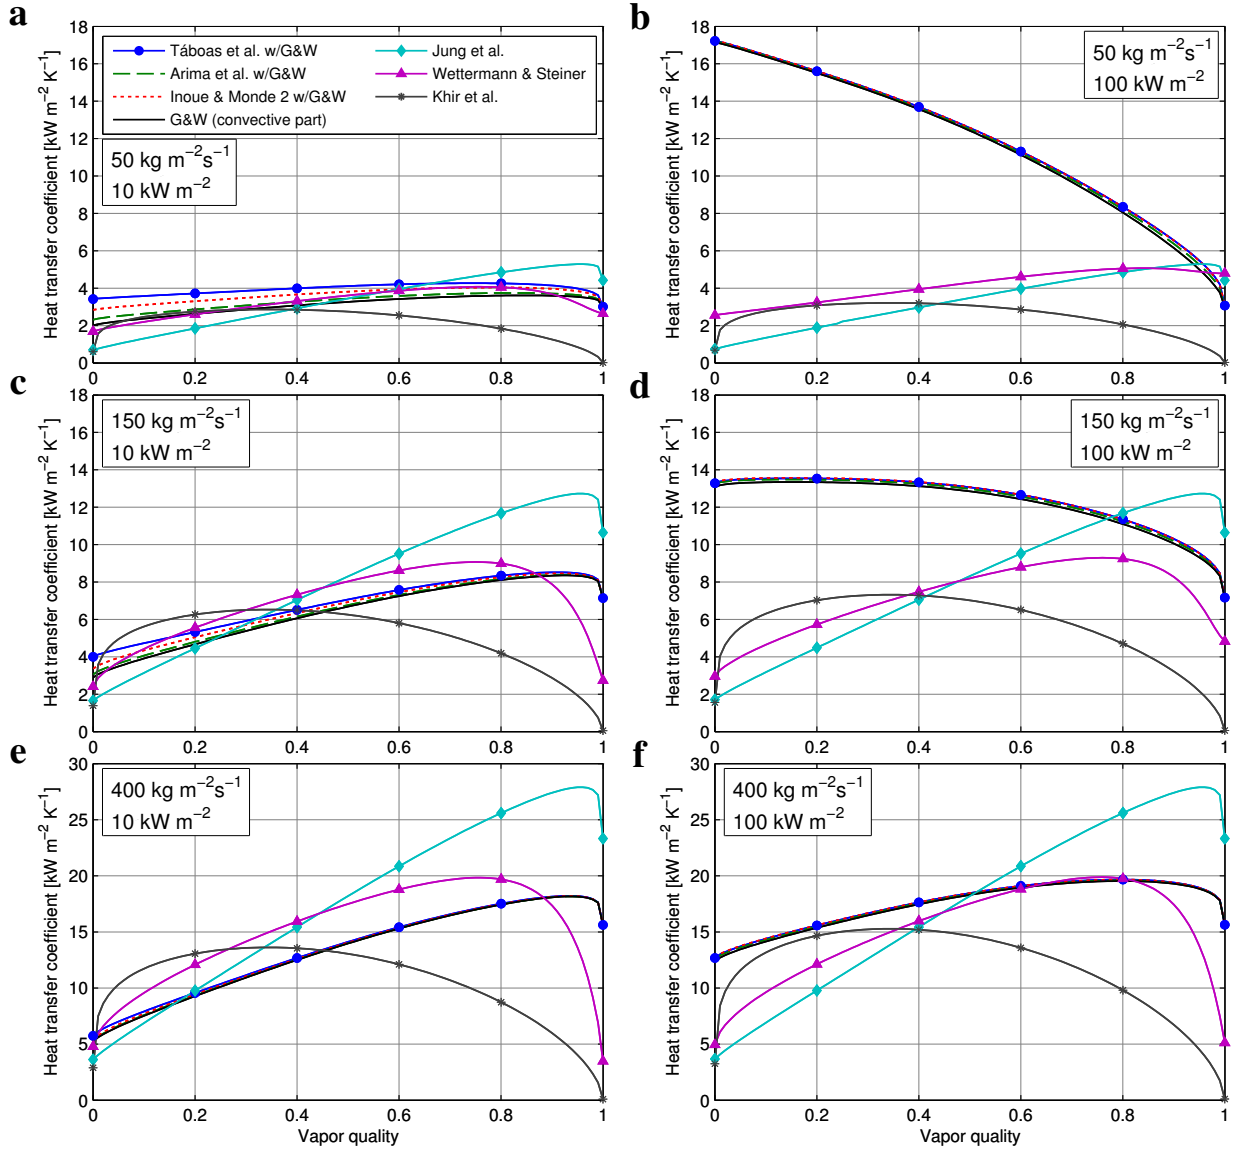 a
Heat transfer coefficient [kW m⁻² K⁻¹]
18
16
14
12
10
8
6
4
2
0
0 0.2 0.4 0.6 0.8 1
Táboas et al. w/G&W
Arima et al. w/G&W
Inoue & Monde 2 w/G&W
G&W (convective part)
Jung et al.
Wettermann & Steiner
Khir et al.
50 kg m⁻²s⁻¹
10 kW m⁻²
b
Heat transfer coefficient [kW m⁻² K⁻¹]
18
16
14
12
10
8
6
4
2
0
0 0.2 0.4 0.6 0.8 1
50 kg m⁻²s⁻¹
100 kW m⁻²
c
Heat transfer coefficient [kW m⁻² K⁻¹]
18
16
14
12
10
8
6
4
2
0
0 0.2 0.4 0.6 0.8 1
150 kg m⁻²s⁻¹
10 kW m⁻²
d
Heat transfer coefficient [kW m⁻² K⁻¹]
18
16
14
12
10
8
6
4
2
0
0 0.2 0.4 0.6 0.8 1
150 kg m⁻²s⁻¹
100 kW m⁻²
e
Heat transfer coefficient [kW m⁻² K⁻¹]
30
25
20
15
10
5
0
0 0.2 0.4 0.6 0.8 1
Vapor quality
400 kg m⁻²s⁻¹
10 kW m⁻²
f
Heat transfer coefficient [kW m⁻² K⁻¹]
30
25
20
15
10
5
0
0 0.2 0.4 0.6 0.8 1
Vapor quality
400 kg m⁻²s⁻¹
100 kW m⁻²